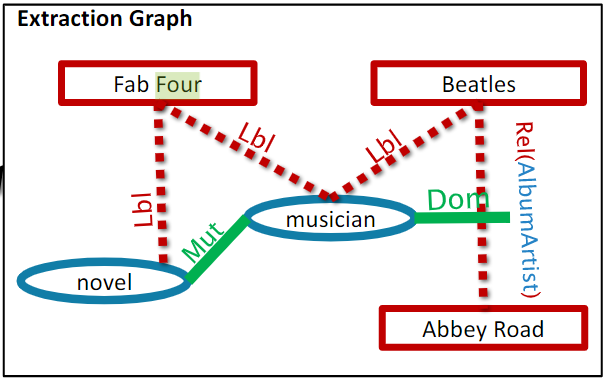 Extraction Graph
Fab Four
Beatles
Lbl
Lbl
Rel(AlbumArtist)
Lbl
Dom
musician
Mut
novel
Abbey Road